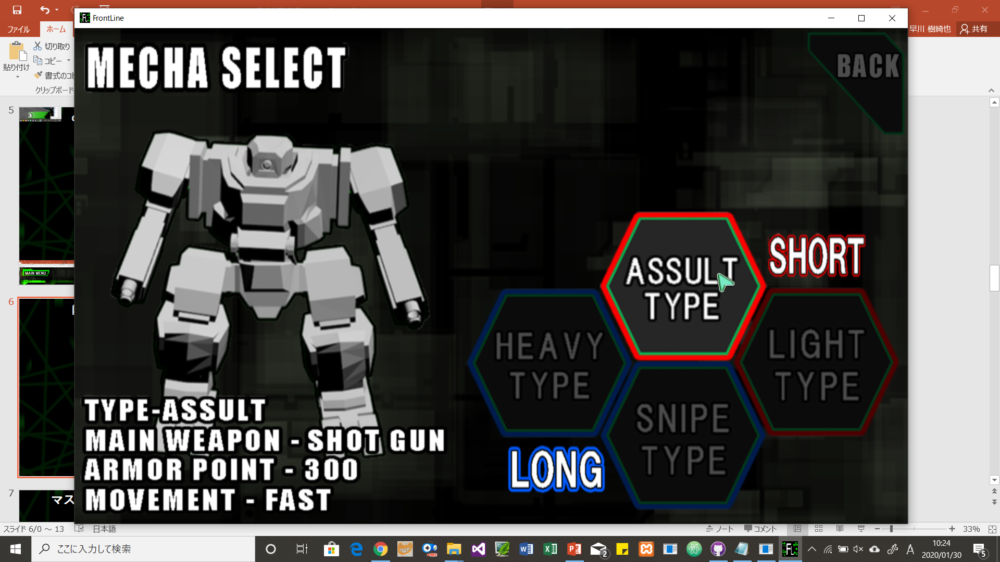 FrontLine
早川 樹綺也
共有
ファイル
ホーム
切り取り
コピー
貼り付け
書式のコピ
クリップボード
MECHA SELECT
BACK
5
3
MAIN MENU
6
7
マス
ASSULT
TYPE
SHORT
HEAVY
TYPE
LIGHT
TYPE
SNIPE
TYPE
LONG
TYPE-ASSULT
MAIN WEAPON - SHOT GUN
ARMOR POINT - 300
MOVEMENT - FAST
スライド 6/0 ～ 13
日本語
ノート
コメント
33%
ここに入力して検索
2
A
10:24
2020/01/30
5